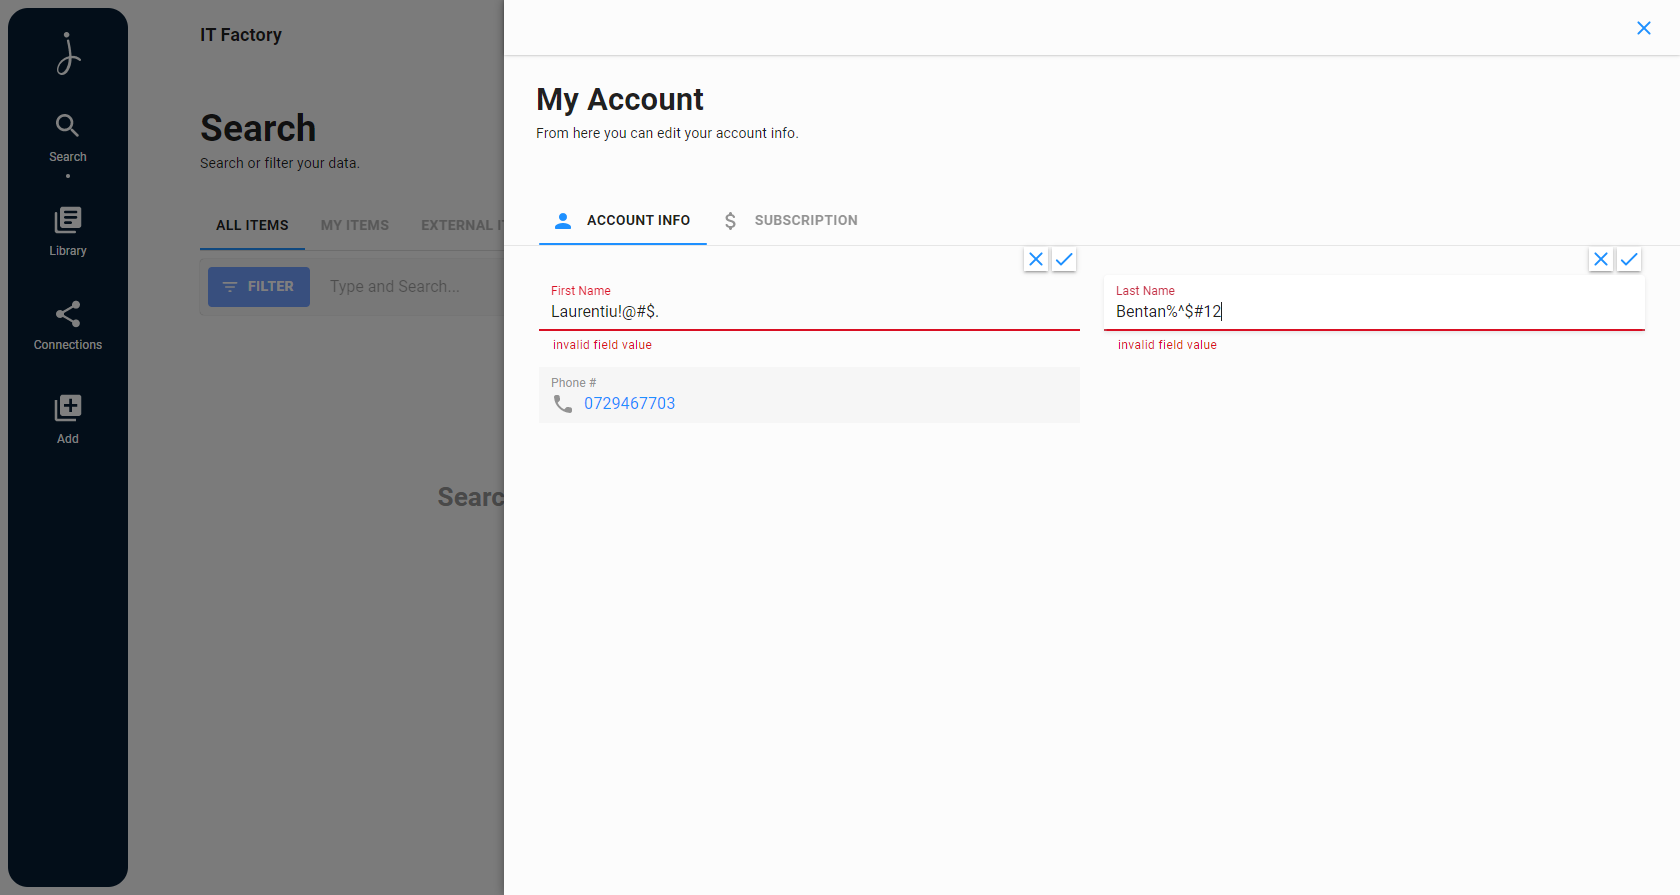 Search
Library
Connections
Add
IT Factory
Search
Search or filter your data.
ALL ITEMS MY ITEMS EXTERNAL
FILTER Type and Search...
My Account
From here you can edit your account info.
ACCOUNT INFO SUBSCRIPTION
First Name
Laurentiu!@#$.
invalid field value
Last Name
Bentan%^$#12
invalid field value
Phone #
0729467703